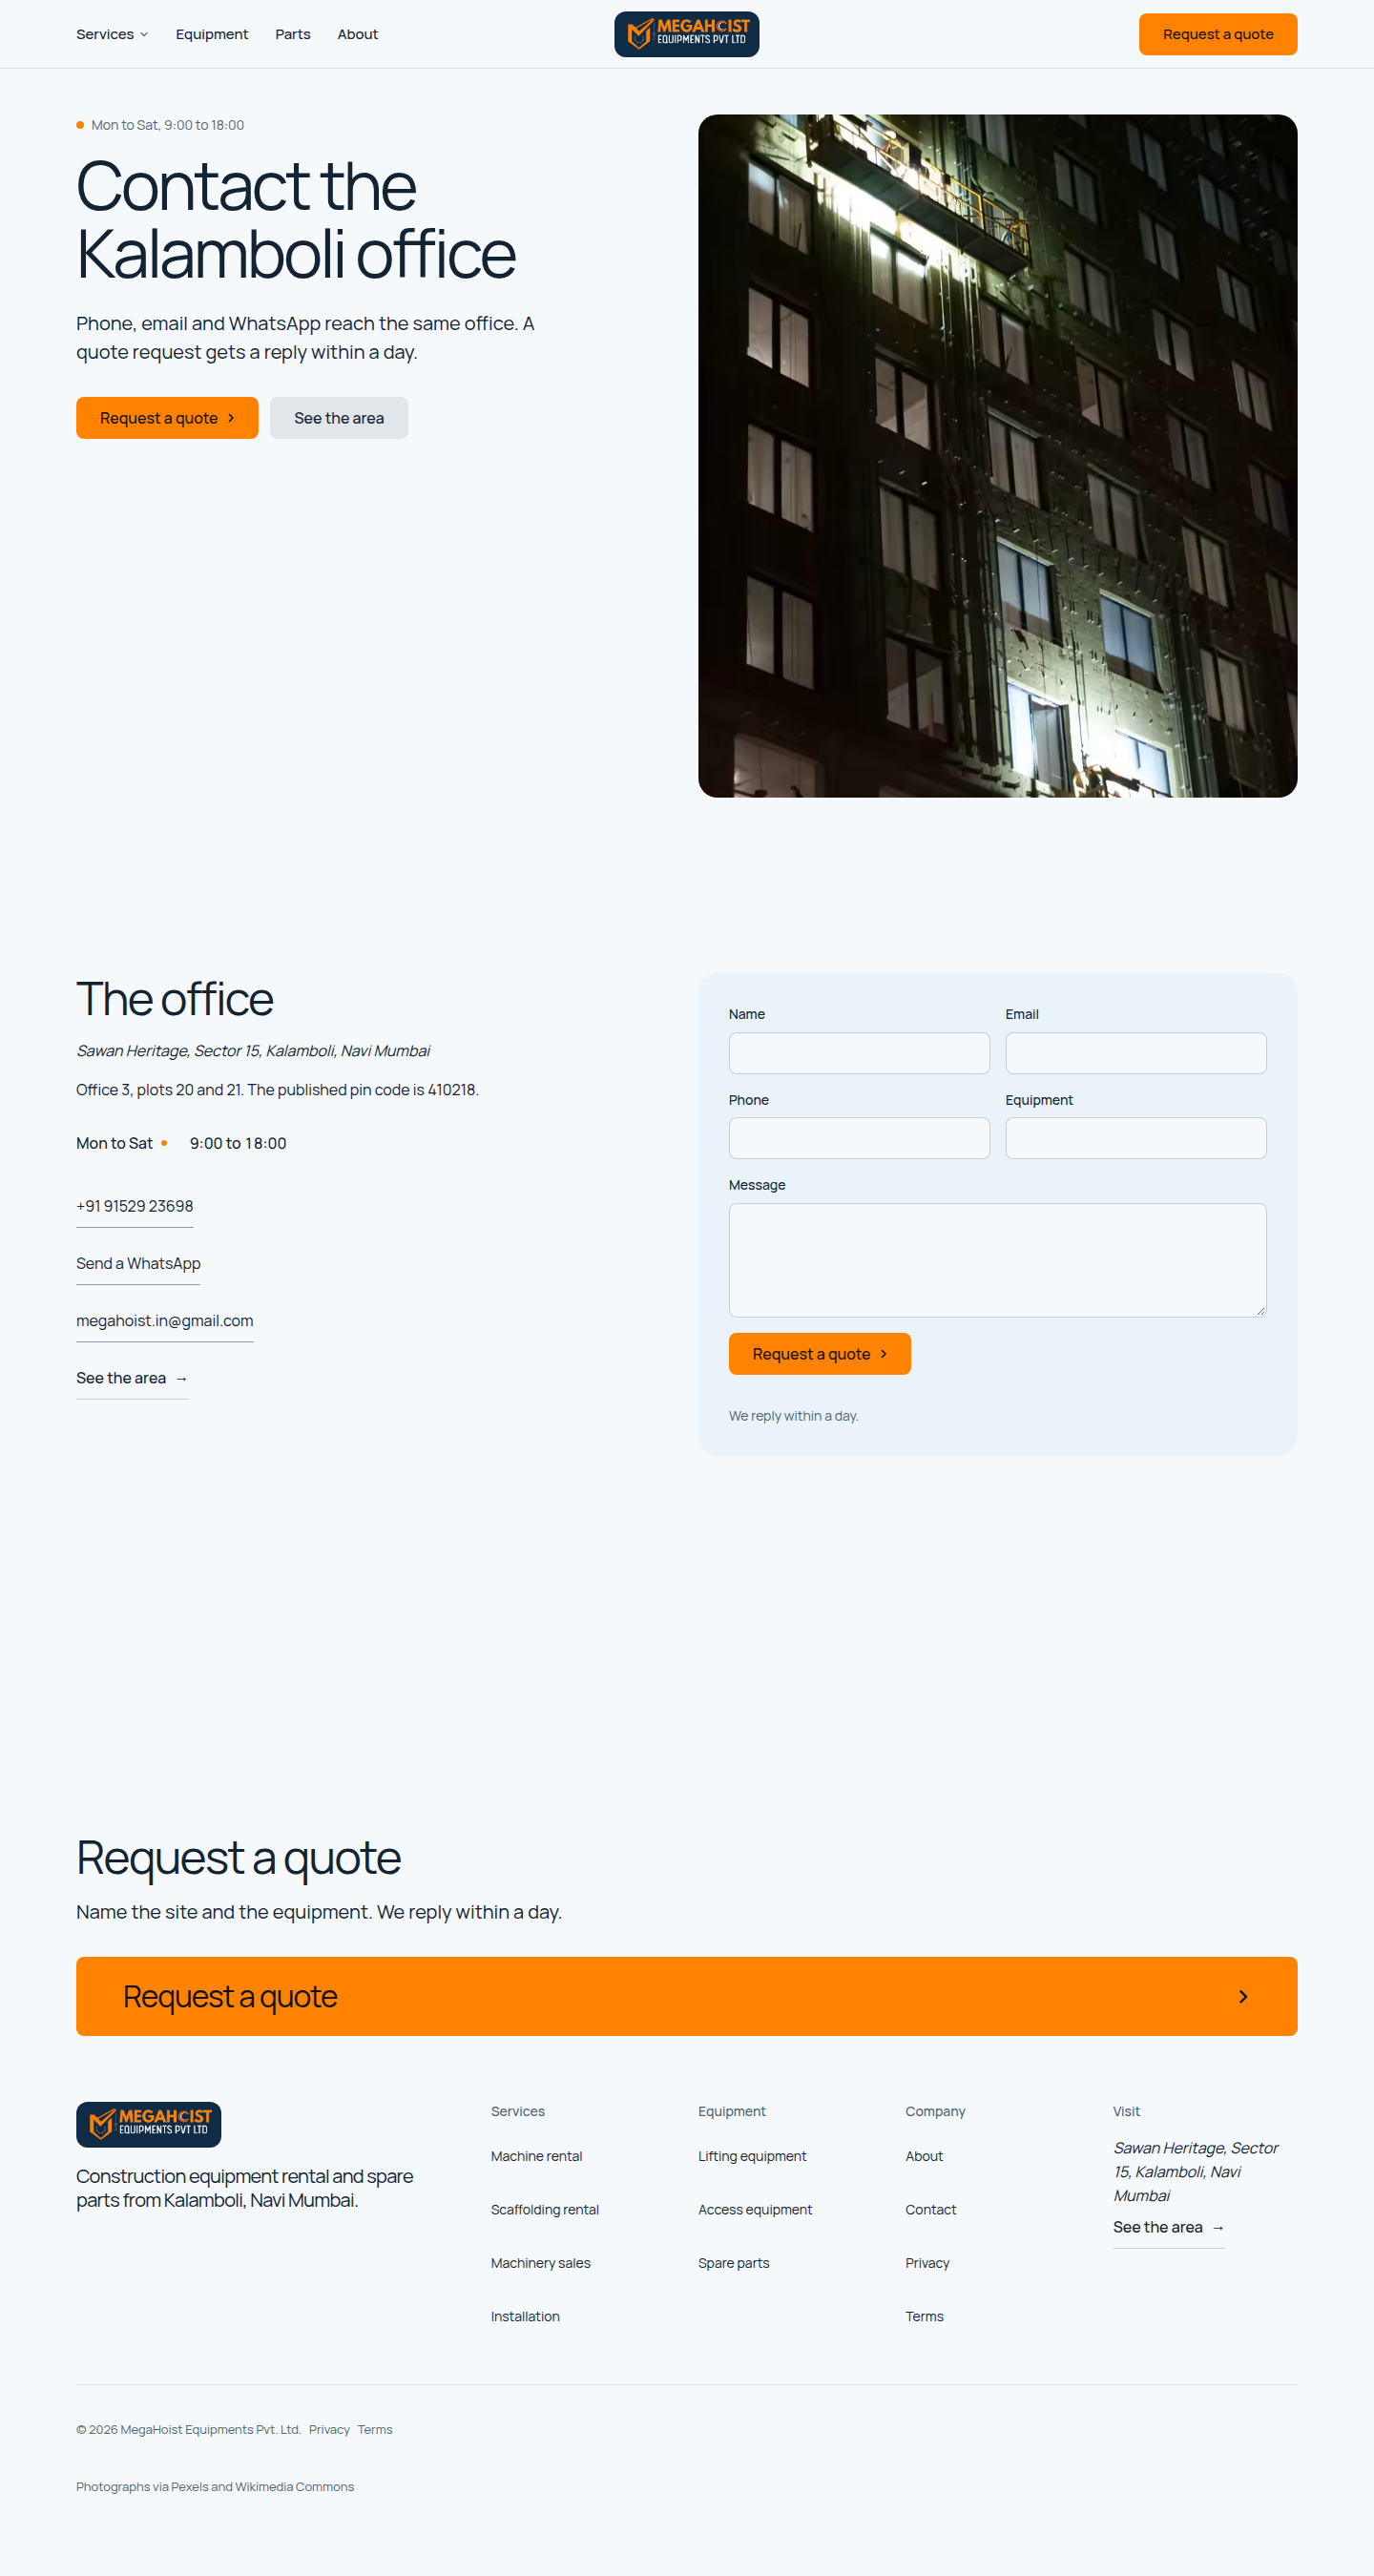 Services
Equipment
Parts
About
MEGAHOIST
EQUIPMENTS PVT LTD
Request a quote
Mon to Sat, 9:00 to 18:00
Contact the
Kalamboli office
Phone, email and WhatsApp reach the same office. A
quote request gets a reply within a day.
Request a quote
See the area
The office
Sawan Heritage, Sector 15, Kalamboli, Navi Mumbai
Office 3, plots 20 and 21. The published pin code is 410218.
Mon to Sat
9:00 to 18:00
+91 91529 23698
Send a WhatsApp
megahoist.in@gmail.com
See the area →
Name
Email
Phone
Equipment
Message
Request a quote
We reply within a day.
Request a quote
Name the site and the equipment. We reply within a day.
Request a quote
MEGAHOIST
EQUIPMENTS PVT LTD
Construction equipment rental and spare
parts from Kalamboli, Navi Mumbai.
Services
Machine rental
Scaffolding rental
Machinery sales
Installation
Equipment
Lifting equipment
Access equipment
Spare parts
Company
About
Contact
Privacy
Terms
Visit
Sawan Heritage, Sector
15, Kalamboli, Navi
Mumbai
See the area →
© 2026 MegaHoist Equipments Pvt. Ltd. Privacy Terms
Photographs via Pexels and Wikimedia Commons